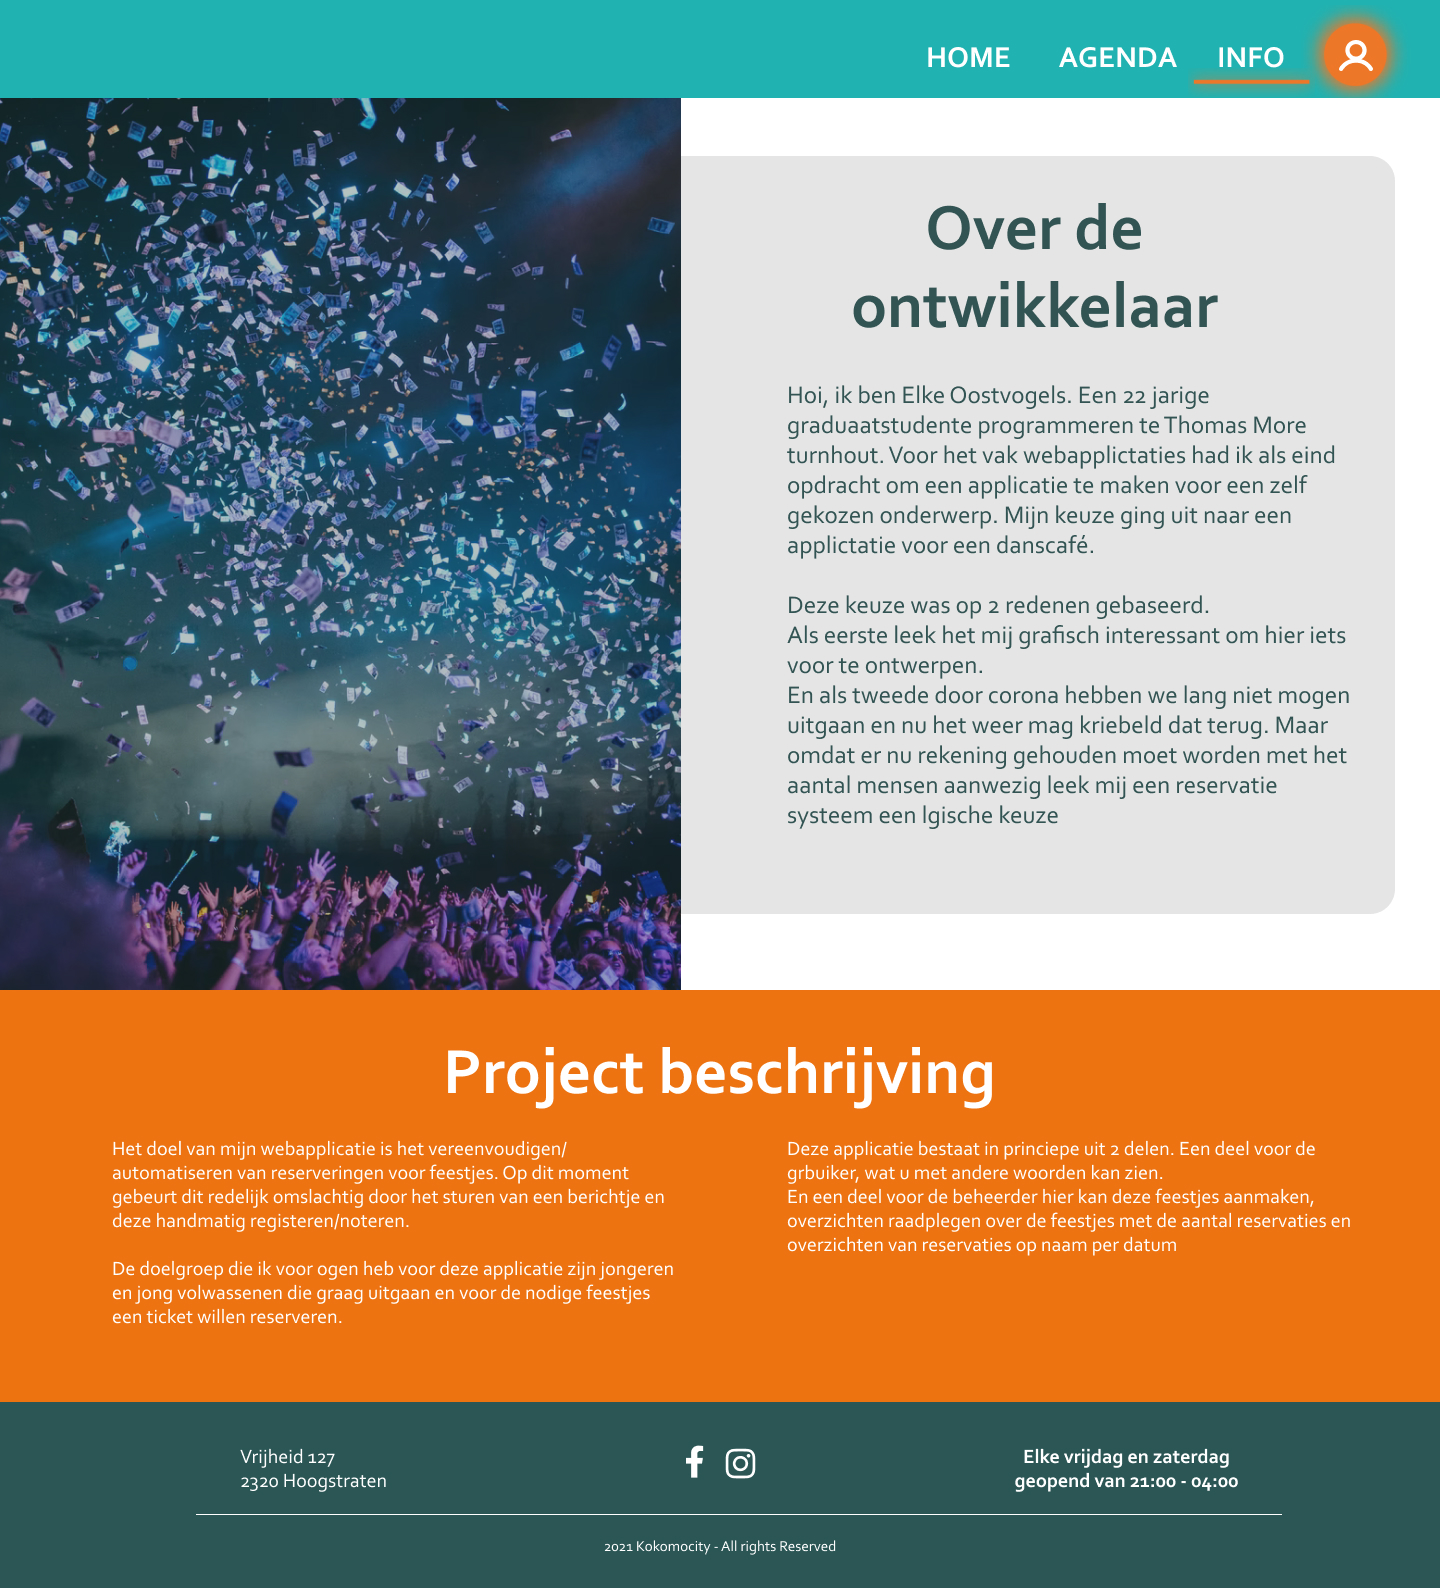 HOME AGENDA INFO
Over de
ontwikkelaar
Hoi, ik ben Elke Oostvogels. Een 22 jarige
graduaatstudente programmeren te Thomas More
turnhout. Voor het vak webapplictaties had ik als eind
opdracht om een applicatie te maken voor een zelf
gekozen onderwerp. Mijn keuze ging uit naar een
applictatie voor een danscafé.
Deze keuze was op 2 redenen gebaseerd.
Als eerste leek het mij grafisch interessant om hier iets
voor te ontwerpen.
En als tweede door corona hebben we lang niet mogen
uitgaan en nu het weer mag kriebeld dat terug. Maar
omdat er nu rekening gehouden moet worden met het
aantal mensen aanwezig leek mij een reservatie
systeem een lgische keuze
Project beschrijving
Het doel van mijn webapplicatie is het vereenvoudigen/
automatiseren van reserveringen voor feestjes. Op dit moment
gebeurt dit redelijk omslachtig door het sturen van een berichtje en
deze handmatig registeren/noteren.
De doelgroep die ik voor ogen heb voor deze applicatie zijn jongeren
en jong volwassenen die graag uitgaan en voor de nodige feestjes
een ticket willen reserveren.
Deze applicatie bestaat in princiepe uit 2 delen. Een deel voor de
grbuiker, wat u met andere woorden kan zien.
En een deel voor de beheerder hier kan deze feestjes aanmaken,
overzichten raadplegen over de feestjes met de aantal reservaties en
overzichten van reservaties op naam per datum
Vrijheid 127
2320 Hoogstraten
Elke vrijdag en zaterdag
geopend van 21:00 - 04:00
2021 Kokomocity - All rights Reserved